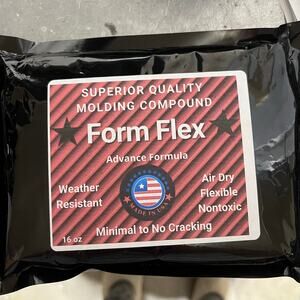 SUPERIOR QUALITY
MOLDING COMPOUND
Form Flex
Advance Formula
Weather
Resistant
Air Dry
Flexible
Nontoxic
MADE IN USA
Minimal to No Cracking
16 oz